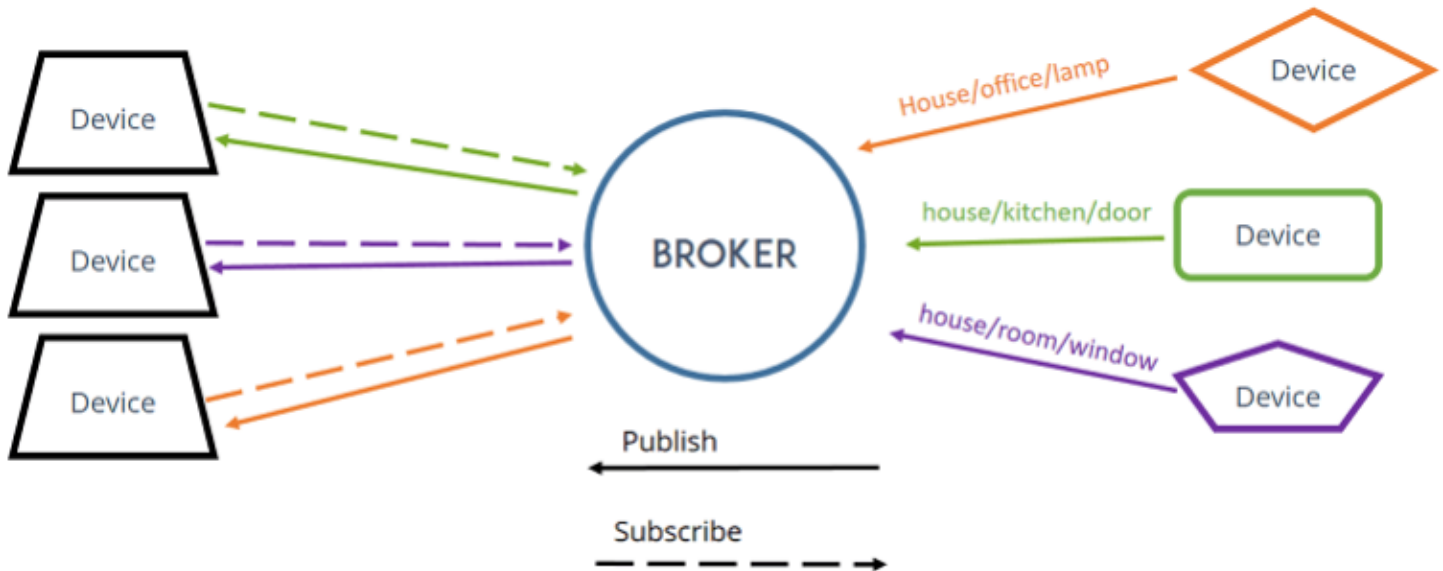 Device
Device
Device
BROKER
House/office/lamp
Device
house/kitchen/door
Device
house/room/window
Device
Publish
Subscribe